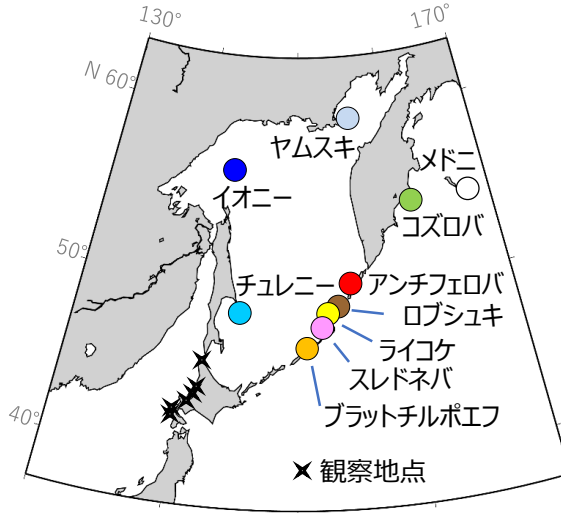 130°
170°
N 60°
ヤムスキ
メドニ
イオニー
コズロバ
50°
チュレニー
アンチフェロバ
ロブシュキ
ライコケ
スレドネバ
ブラットチルポエフ
40°
観察地点